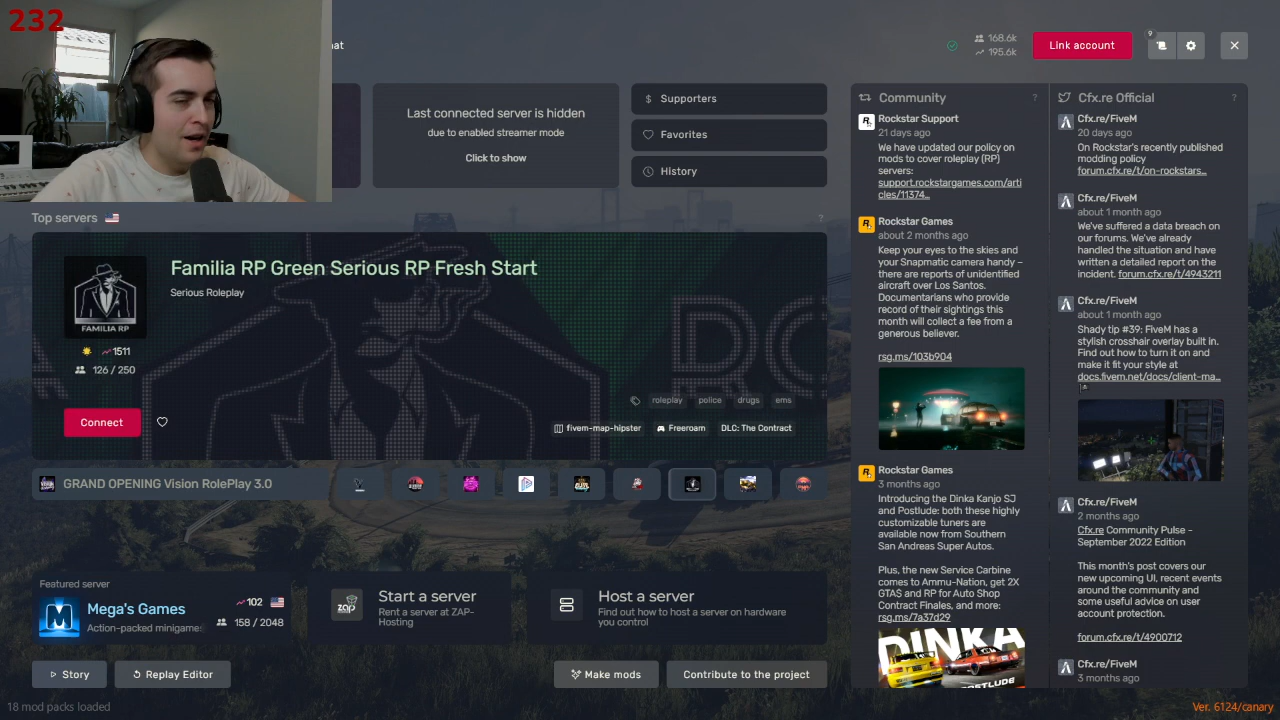 232
hat
168.6k
195.6k
Link account
9
Last connected server is hidden
due to enabled streamer mode
Click to show
$ Supporters
Favorites
History
Top servers
?
FAMILIA RP
Familia RP Green Serious RP Fresh Start
Serious Roleplay
1511
126 / 250
Connect
roleplay police drugs ems
fivem-map-hipster Freeroam DLC: The Contract
GRAND OPENING Vision RolePlay 3.0
Featured server
Mega's Games
Action-packed minigame
102
158 / 2048
zap
Start a server
Rent a server at ZAP-
Hosting
Host a server
Find out how to host a server on hardware
you control
Story
Replay Editor
Make mods
Contribute to the project
18 mod packs loaded
Community
?
Rockstar Support
21 days ago
We have updated our policy on
mods to cover roleplay (RP)
servers:
support.rockstargames.com/arti
cles/11374...
Rockstar Games
about 2 months ago
Keep your eyes to the skies and
your Snapmatic camera handy –
there are reports of unidentified
aircraft over Los Santos.
Documentarians who provide
record of their sightings this
month will collect a fee from a
generous believer.
rsg.ms/103b904
Rockstar Games
3 months ago
Introducing the Dinka Kanjo SJ
and Postlude: both these highly
customizable tuners are
available now from Southern
San Andreas Super Autos.
Plus, the new Service Carbine
comes to Ammu-Nation, get 2X
GTA$ and RP for Auto Shop
Contract Finales, and more:
rsg.ms/7a37d29
DINKA
POSTLUDE
Cfx.re Official
?
Cfx.re/FiveM
20 days ago
On Rockstar's recently published
modding policy
forum.cfx.re/t/on-rockstars...
Cfx.re/FiveM
about 1 month ago
We've suffered a data breach on
our forums. We've already
handled the situation and have
written a detailed report on the
incident. forum.cfx.re/t/4943211
Cfx.re/FiveM
about 1 month ago
Shady tip #39: FiveM has a
stylish crosshair overlay built in.
Find out how to turn it on and
make it fit your style at
docs.fivem.net/docs/client-ma...
Cfx.re/FiveM
2 months ago
Cfx.re Community Pulse –
September 2022 Edition
This month's post covers our
new upcoming UI, recent events
around the community and
some useful advice on user
account protection.
forum.cfx.re/t/4900712
Cfx.re/FiveM
3 months ago
Ver. 6124/canary